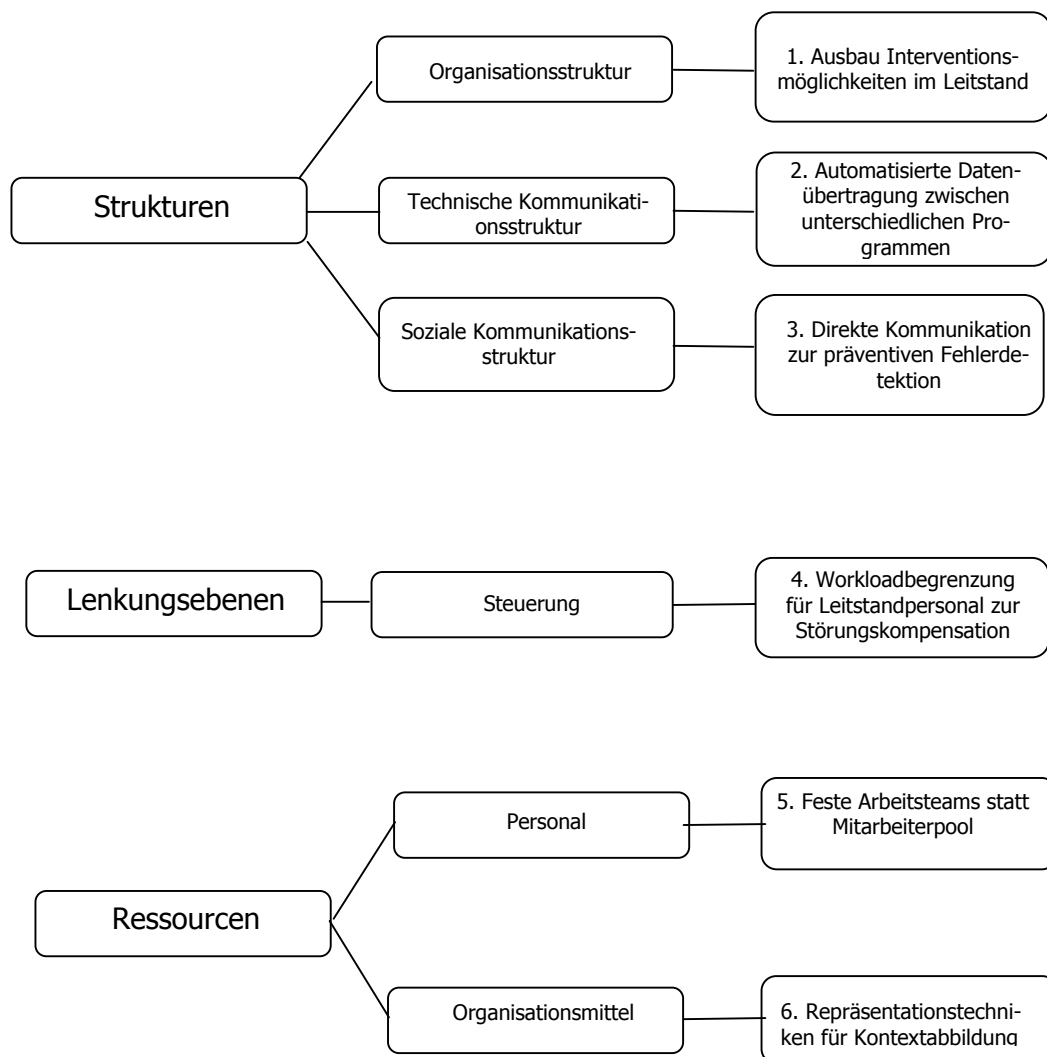 Organisationsstruktur
1. Ausbau Interventions-
möglichkeiten im Leitstand
Strukturen
Technische Kommunikati-
onsstruktur
2. Automatisierte Daten-
übertragung zwischen
unterschiedlichen Pro-
grammen
Soziale Kommunikations-
struktur
3. Direkte Kommunikation
zur präventiven Fehlerde-
tektion
Lenkungsebenen
Steuerung
4. Workloadbegrenzung
für Leitstandpersonal zur
Störungskompensation
Ressourcen
Personal
5. Feste Arbeitsteams statt
Mitarbeiterpool
Organisationsmittel
6. Repräsentationstechni-
ken für Kontextabbildung